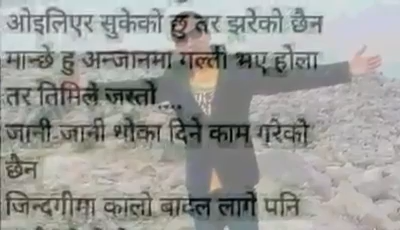 ओइलिएर सुकेको छु तर झरेको छैन
मान्छे हु अन्जानमा गल्ती भए होला
तर तिमिले जस्तो....
जानी जानी धोका दिने काम गरेको
छैन
जिन्दगीमा कालो बादल लागे पनि